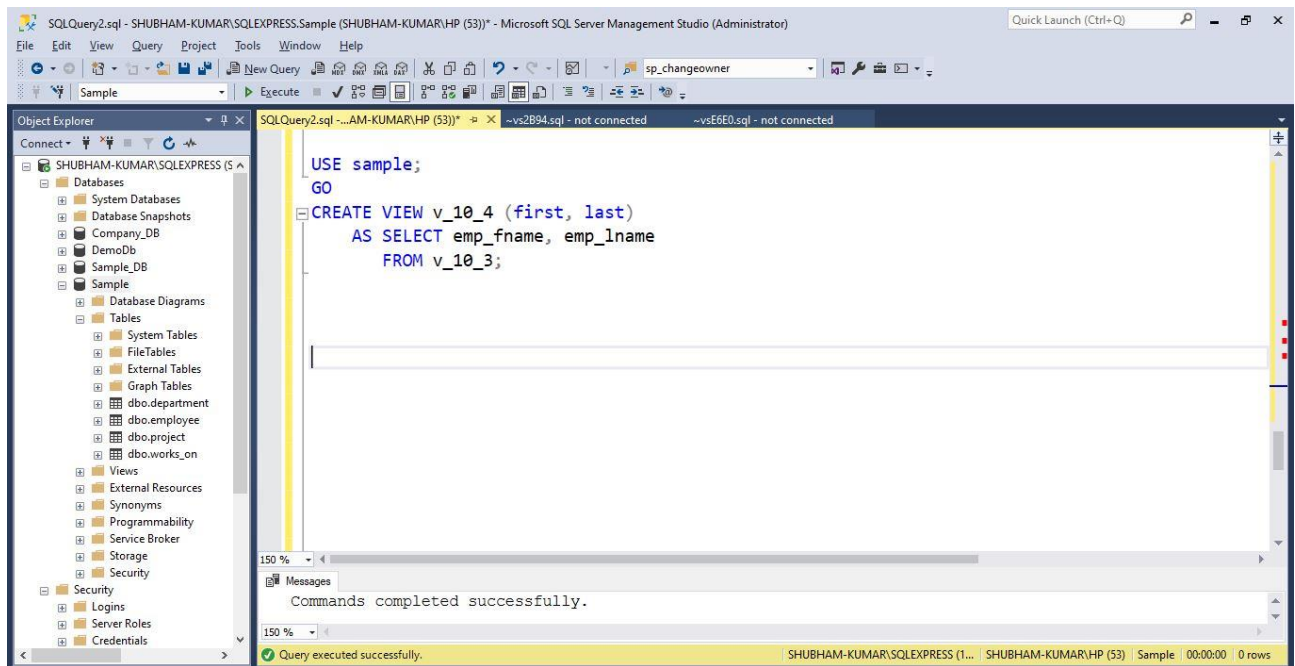 SQLQuery2.sql - SHUBHAM-KUMAR\SQLEXPRESS.Sample (SHUBHAM-KUMAR\HP (53))* - Microsoft SQL Server Management Studio (Administrator)
Quick Launch (Ctrl+Q)
File Edit View Query Project Tools Window Help
New Query
MDX DMX XMLA DAX
sp_changeowner
Sample
Execute
Object Explorer
SQLQuery2.sql -...AM-KUMAR\HP (53))*
~vs2B94.sql - not connected
~vsE6E0.sql - not connected
Connect
SHUBHAM-KUMAR\SQLEXPRESS (S
Databases
System Databases
Database Snapshots
Company_DB
DemoDb
Sample_DB
Sample
Database Diagrams
Tables
System Tables
FileTables
External Tables
Graph Tables
dbo.department
dbo.employee
dbo.project
dbo.works_on
Views
External Resources
Synonyms
Programmability
Service Broker
Storage
Security
Security
Logins
Server Roles
Credentials
USE sample;
GO
CREATE VIEW v_10_4 (first, last)
AS SELECT emp_fname, emp_lname
FROM v_10_3;
150 %
Messages
Commands completed successfully.
150 %
Query executed successfully.
SHUBHAM-KUMAR\SQLEXPRESS (1...
SHUBHAM-KUMAR\HP (53)
Sample
00:00:00
0 rows